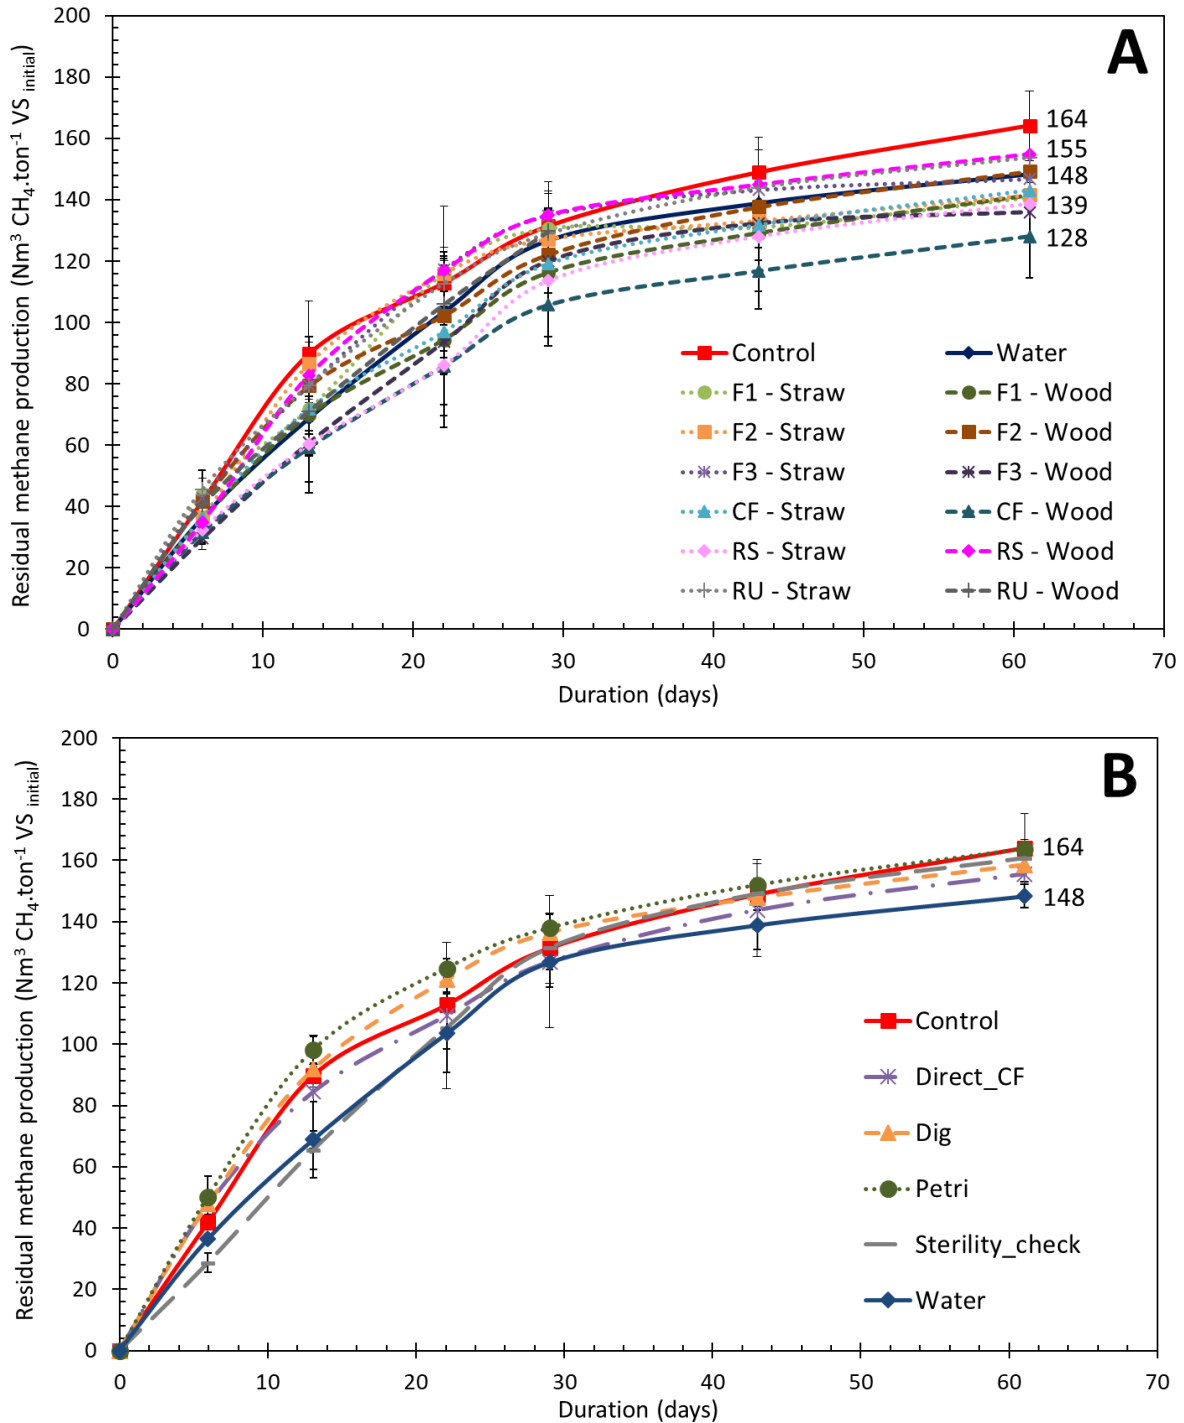 A
Residual methane production (Nm³ CH₄.ton⁻¹ VS initial)
200
180
160
140
120
100
80
60
40
20
0
164
155
148
139
128
Control
Water
F1 - Straw
F1 - Wood
F2 - Straw
F2 - Wood
F3 - Straw
F3 - Wood
CF - Straw
CF - Wood
RS - Straw
RS - Wood
RU - Straw
RU - Wood
0 10 20 30 40 50 60 70
Duration (days)
B
Residual methane production (Nm³ CH₄.ton⁻¹ VS initial)
200
180
160
140
120
100
80
60
40
20
0
164
148
Control
Direct_CF
Dig
Petri
Sterility_check
Water
0 10 20 30 40 50 60 70
Duration (days)